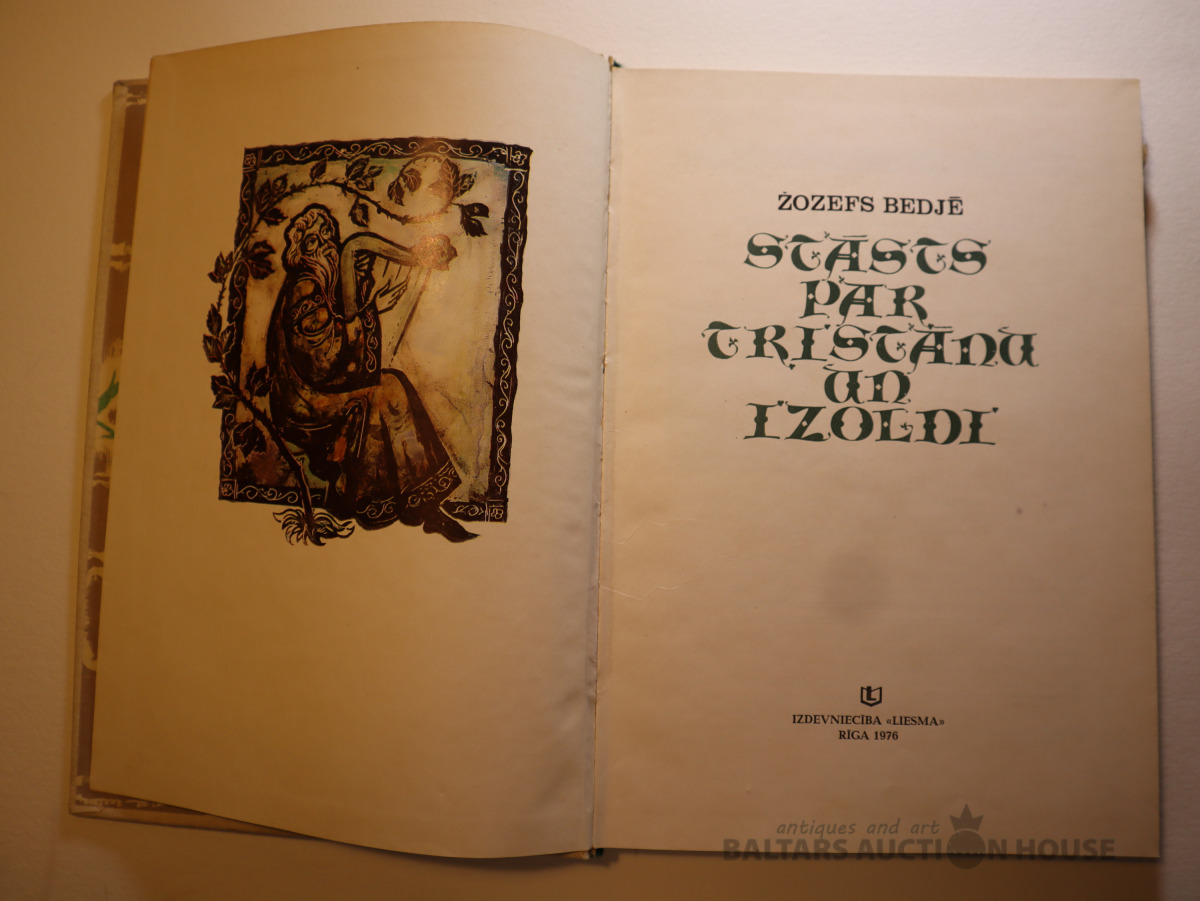 ŽOZEFS BEDJĒ
STĀSTS
PAR
TRISTĀNU
UN
IZOLDI
IZDEVNIECĪBA «LIESMA»
RĪGA 1976
antiques and art
BALTARS AUCTION HOUSE